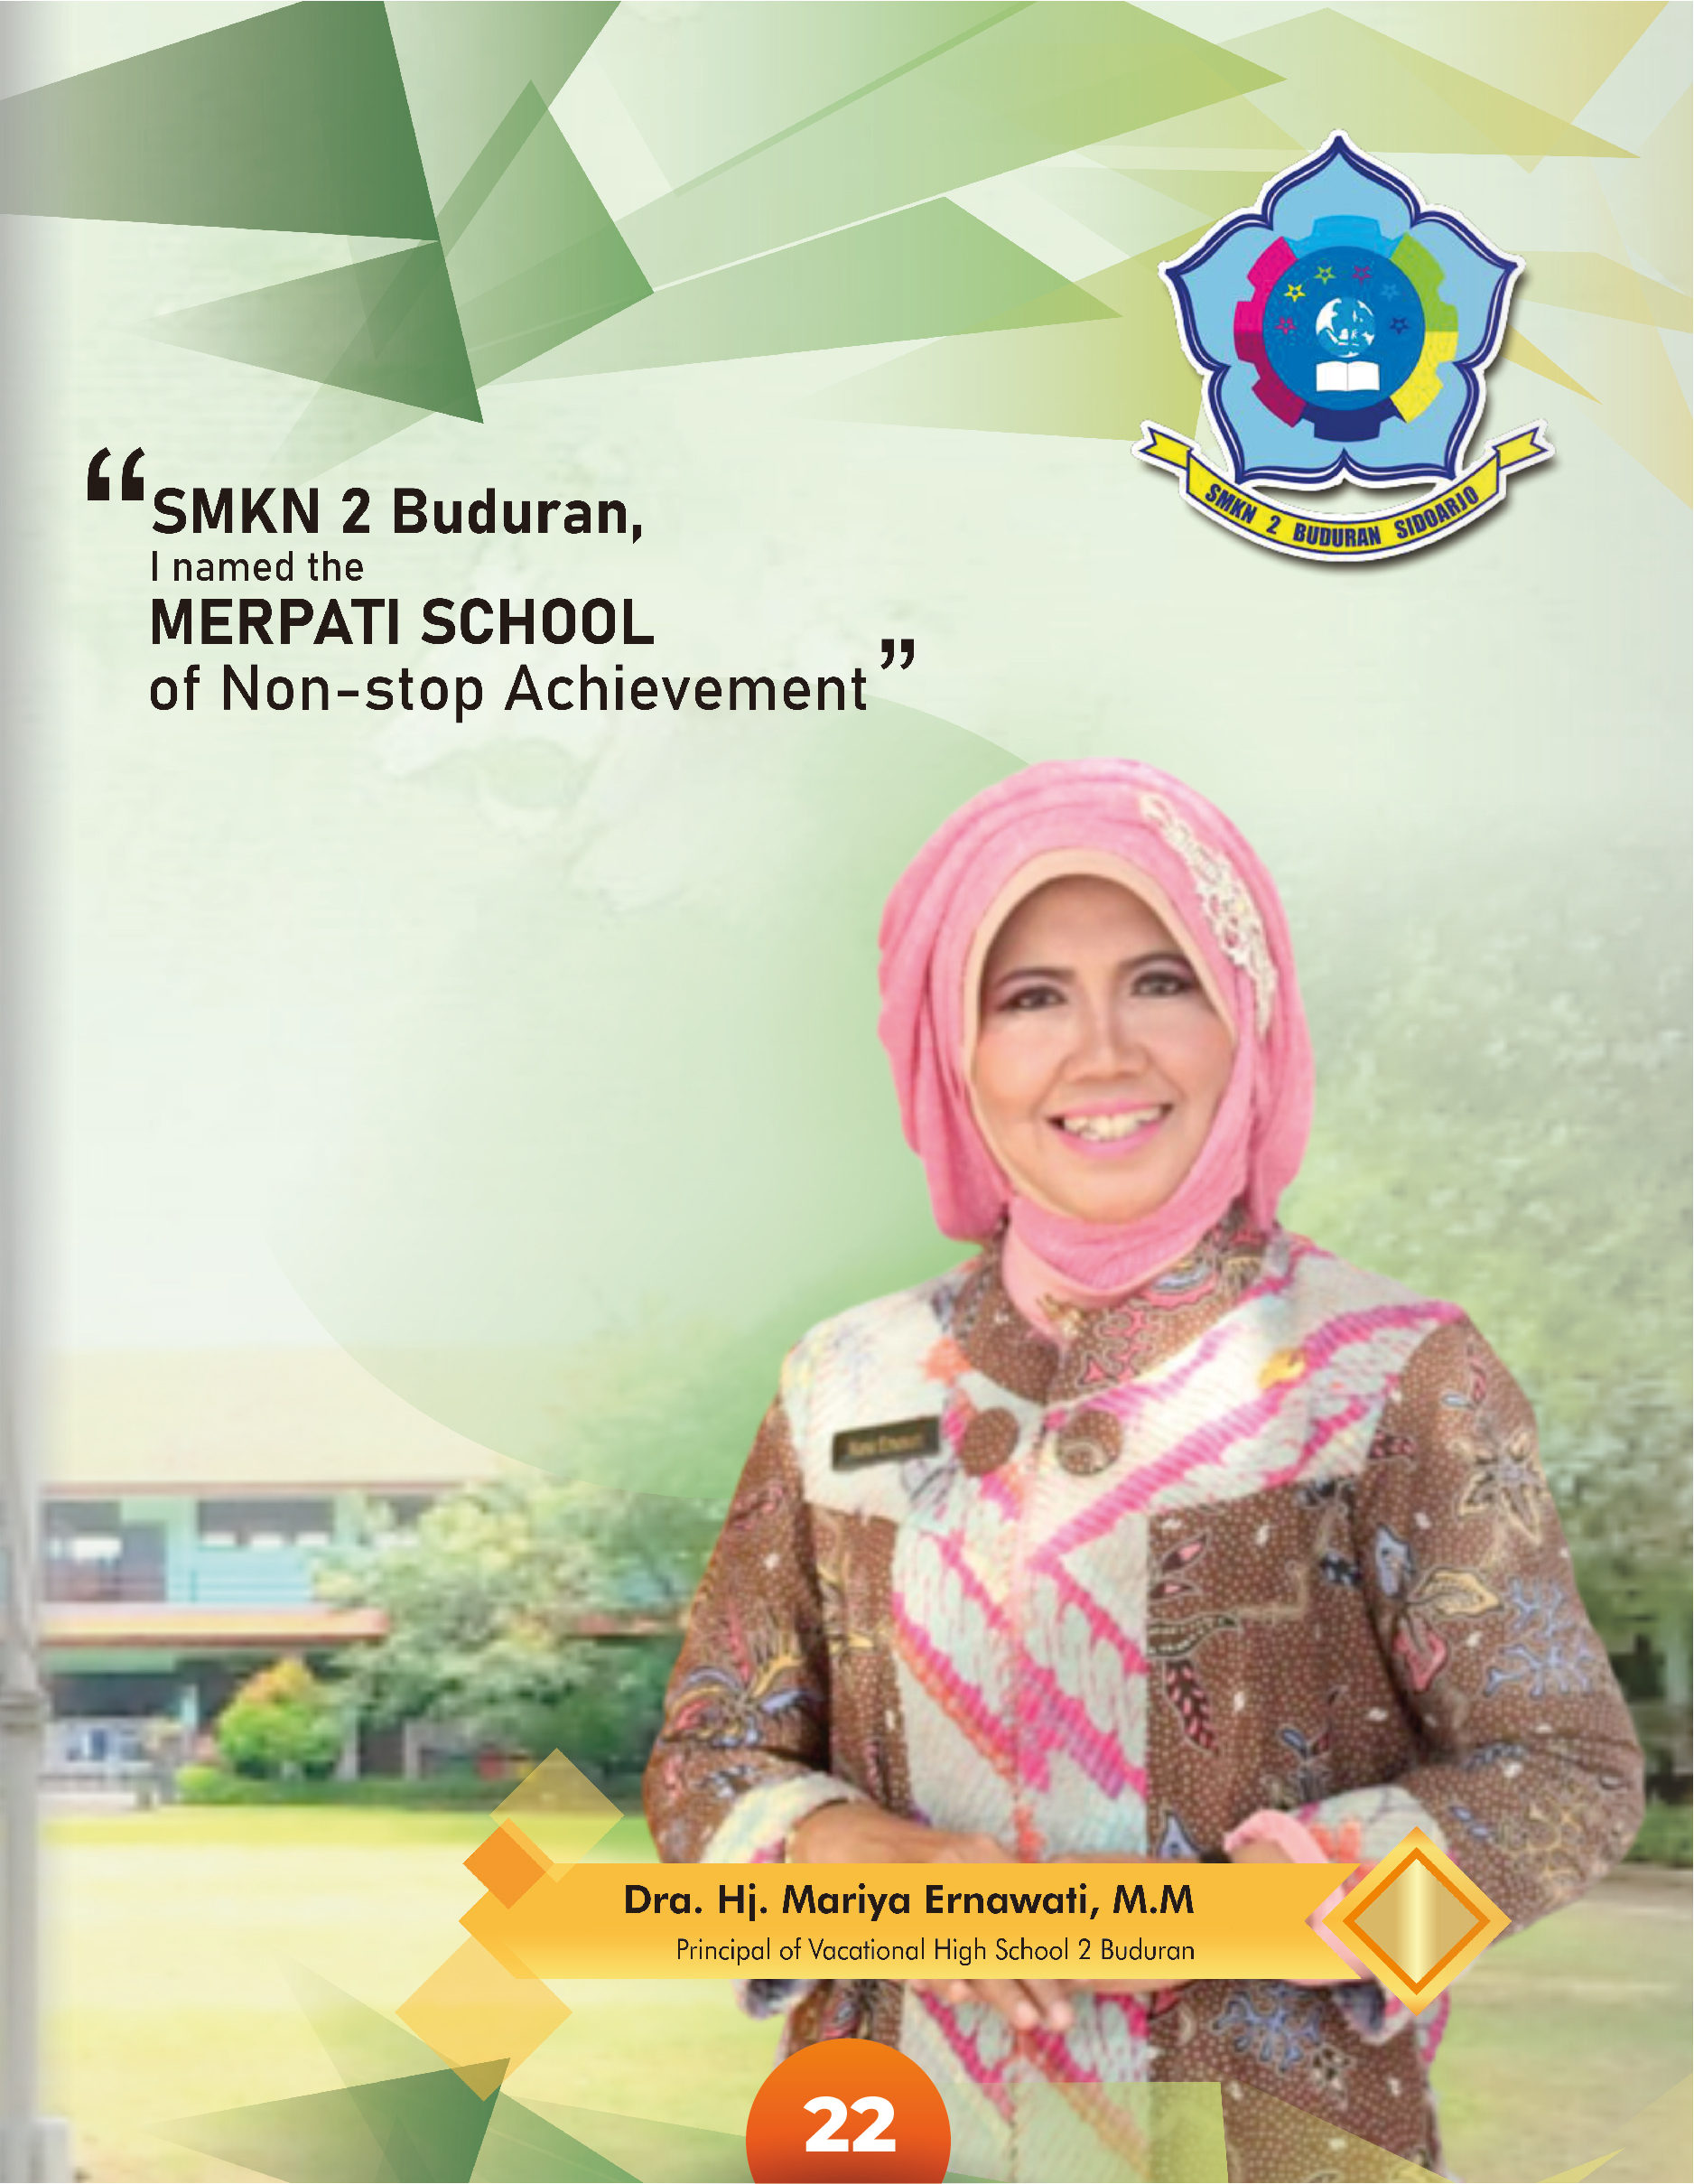 “SMKN 2 Buduran,
I named the
MERPATI SCHOOL
of Non-stop Achievement”
SMKN 2 BUDURAN SIDOARJO
Dra. Hj. Mariya Ernawati, M.M
Principal of Vacational High School 2 Buduran
22